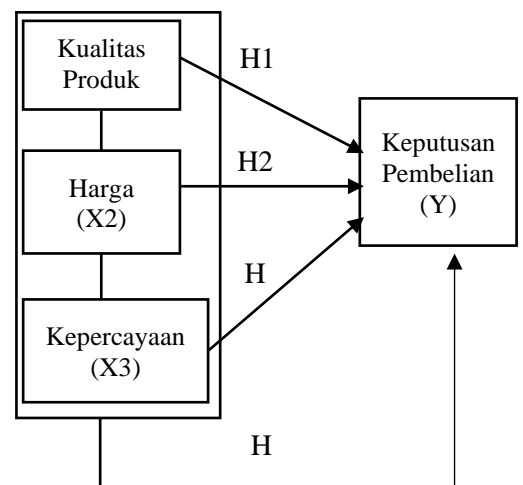 Kualitas
Produk
H1
Harga
(X2)
H2
Kepercayaan
(X3)
H
H
Keputusan
Pembelian
(Y)